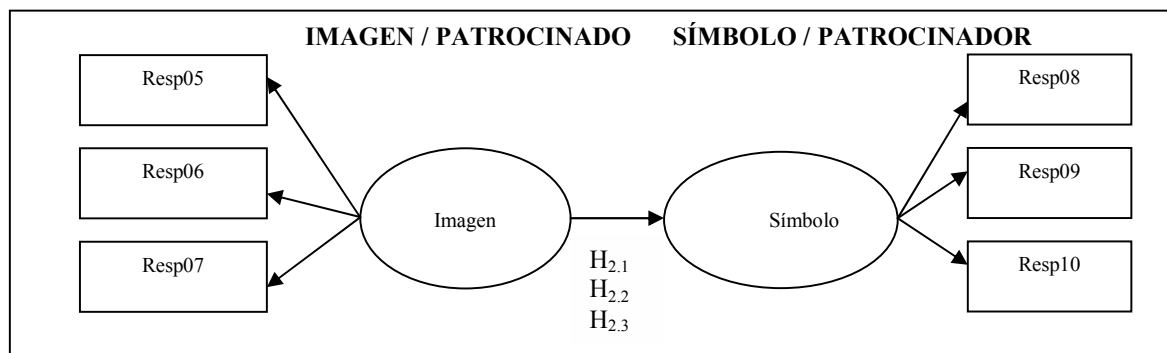 IMAGEN / PATROCINADO SÍMBOLO / PATROCINADOR
Resp05
Resp06
Resp07
Imagen
H2.1
H2.2
H2.3
Símbolo
Resp08
Resp09
Resp10